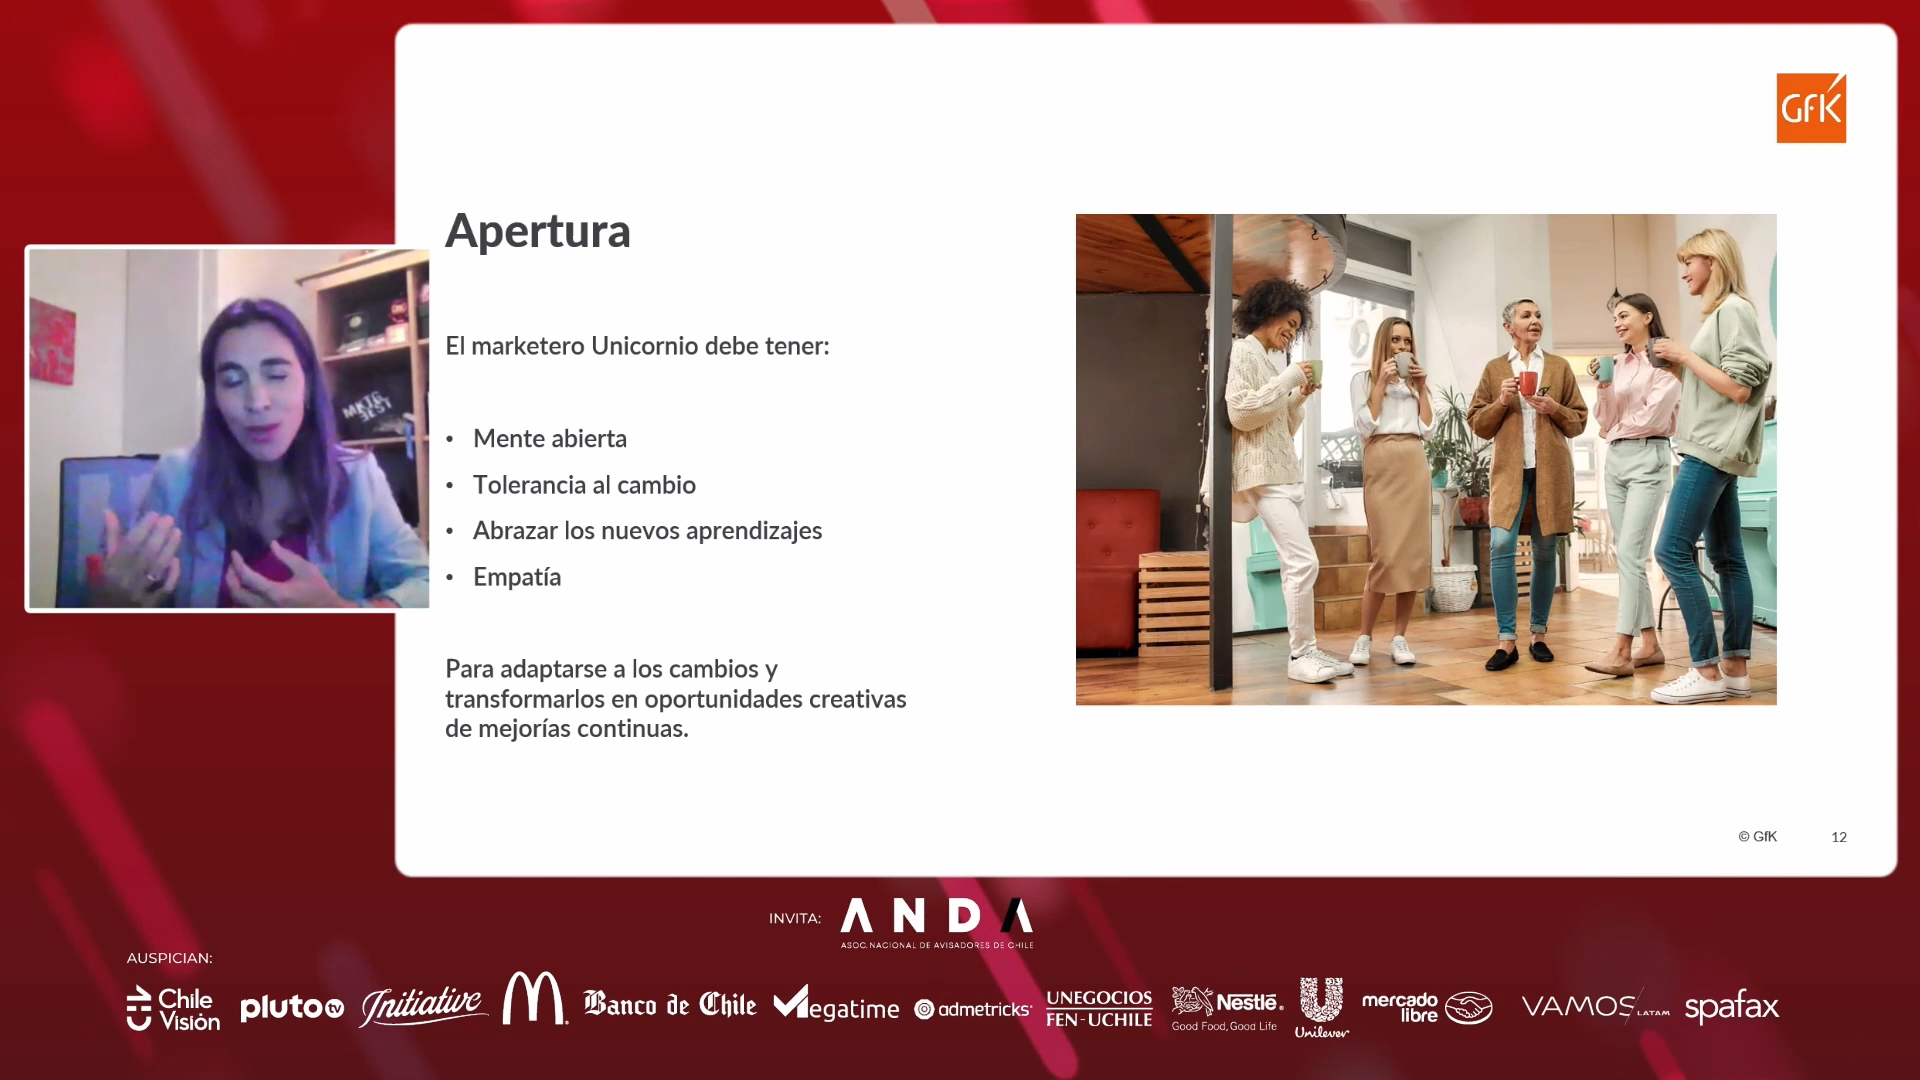 GfK
Apertura
El marketero Unicornio debe tener:
• Mente abierta
• Tolerancia al cambio
• Abrazar los nuevos aprendizajes
• Empatía
Para adaptarse a los cambios y
transformarlos en oportunidades creativas
de mejorías continuas.
MKTG
BEST
© GfK 12
INVITA: ANDA
ASOC. NACIONAL DE AVISADORES DE CHILE
AUSPICIAN:
CHV Chile
Visión
pluto tv
Initiative
M
Banco de Chile
Megatime
admetricks
UNEGOCIOS
FEN-UCHILE
Nestlé
Good Food, Good Life
Unilever
mercado
libre
VAMOS LATAM
spafax